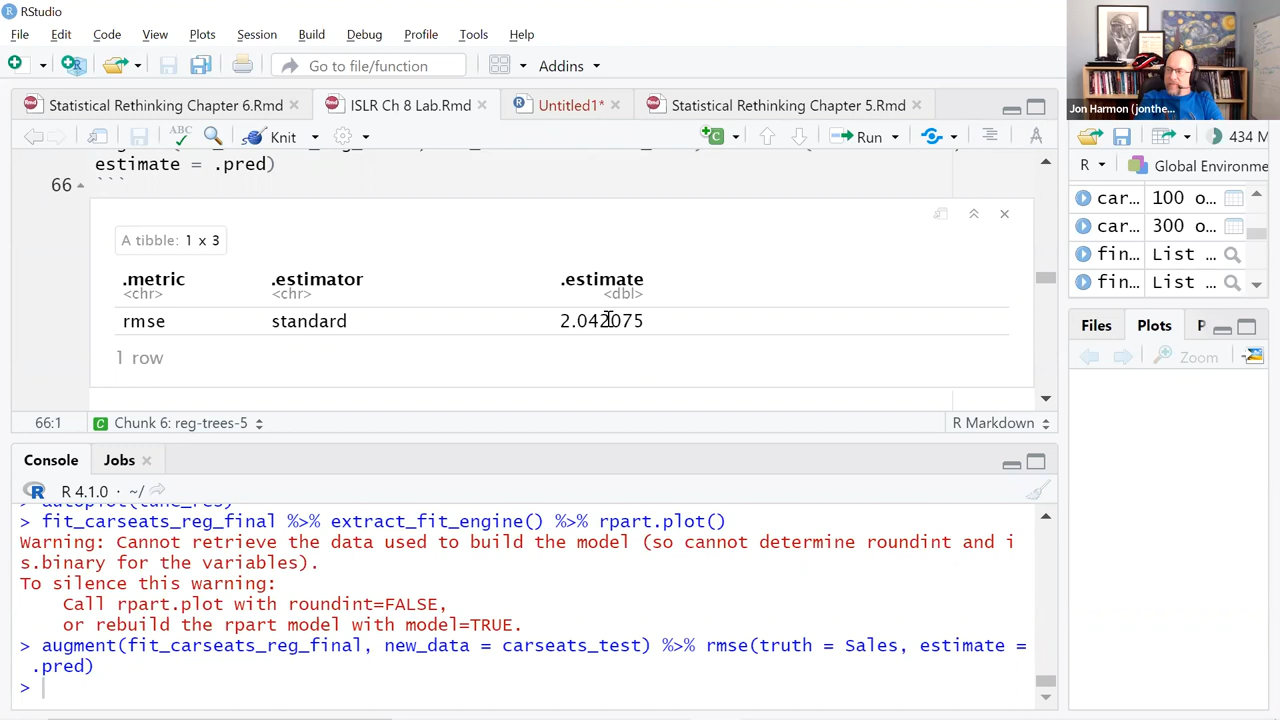 RStudio
File Edit Code View Plots Session Build Debug Profile Tools Help
Go to file/function Addins
Statistical Rethinking Chapter 6.Rmd ISLR Ch 8 Lab.Rmd Untitled1* Statistical Rethinking Chapter 5.Rmd
Jon Harmon (jonthe...
ABC Knit Run 434 M
R Global Environme
estimate = .pred)
66 ```
car... 100 o...
car... 300 o...
fin... List ...
fin... List ...
A tibble: 1 x 3
.metric .estimator .estimate
<chr> <chr> <dbl>
rmse standard 2.042075
1 row
Files Plots P
Zoom
66:1 Chunk 6: reg-trees-5 R Markdown
Console Jobs
R 4.1.0 · ~/
> autoplot(tune_res)
> fit_carseats_reg_final %>% extract_fit_engine() %>% rpart.plot()
Warning: Cannot retrieve the data used to build the model (so cannot determine roundint and i
s.binary for the variables).
To silence this warning:
Call rpart.plot with roundint=FALSE,
or rebuild the rpart model with model=TRUE.
> augment(fit_carseats_reg_final, new_data = carseats_test) %>% rmse(truth = Sales, estimate =
.pred)
>